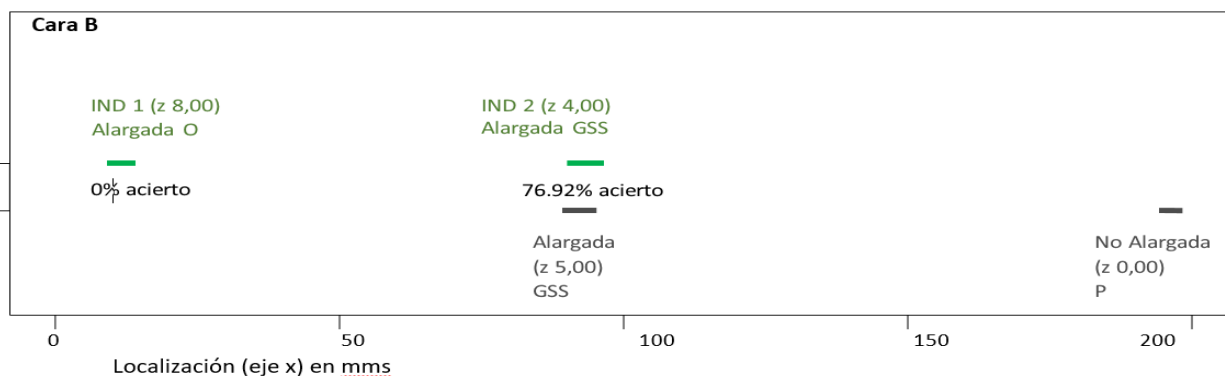 Cara B
IND 1 (z 8,00)
Alargada O
IND 2 (z 4,00)
Alargada GSS
0% acierto
76.92% acierto
Alargada
(z 5,00)
GSS
No Alargada
(z 0,00)
P
0
50
100
150
200
Localización (eje x) en mms